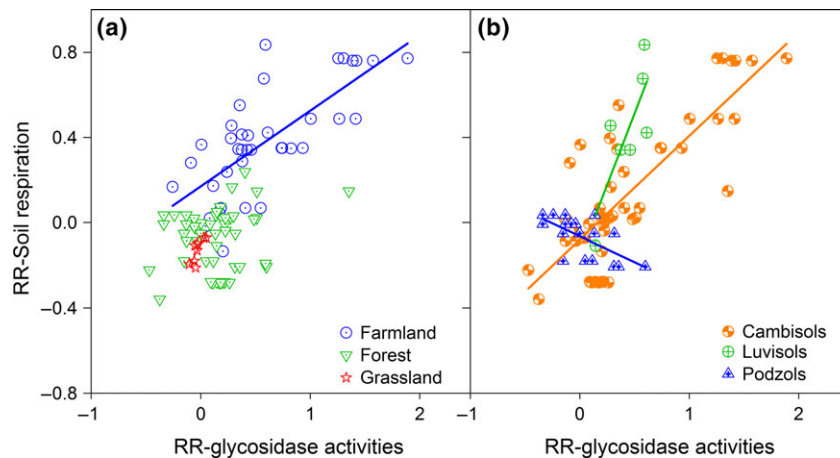 (a)
(b)
RR-Soil respiration
0.8
0.4
0.0
−0.4
−0.8
Farmland
Forest
Grassland
Cambisols
Luvisols
Podzols
−1 0 1 2
−1 0 1 2
RR-glycosidase activities
RR-glycosidase activities